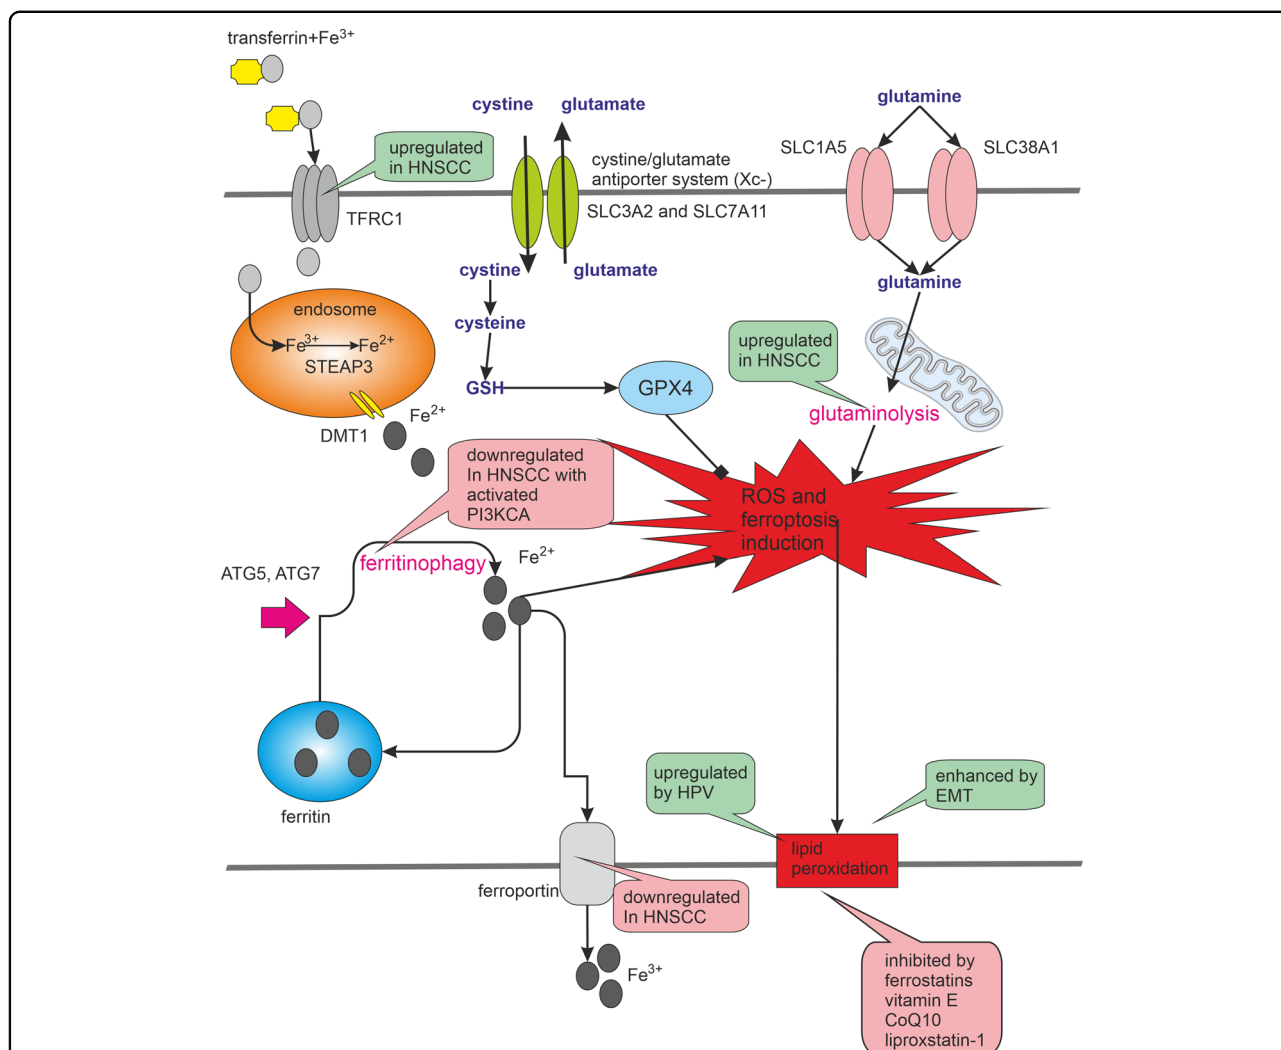 transferrin+Fe3+
cystine
glutamate
glutamine
upregulated
in HNSCC
cystine/glutamate
antiporter system (Xc-)
SLC1A5
SLC38A1
TFRC1
SLC3A2 and SLC7A11
cystine
glutamate
glutamine
endosome
Fe3+
Fe2+
STEAP3
cysteine
upregulated
in HNSCC
GSH
GPX4
glutaminolysis
DMT1
Fe2+
downregulated
In HNSCC with
activated
PI3KCA
ROS and
ferroptosis
induction
ferritinophagy
Fe2+
ATG5, ATG7
ferritin
upregulated
by HPV
enhanced by
EMT
lipid
peroxidation
ferroportin
downregulated
In HNSCC
Fe3+
inhibited by
ferrostatins
vitamin E
CoQ10
liproxstatin-1